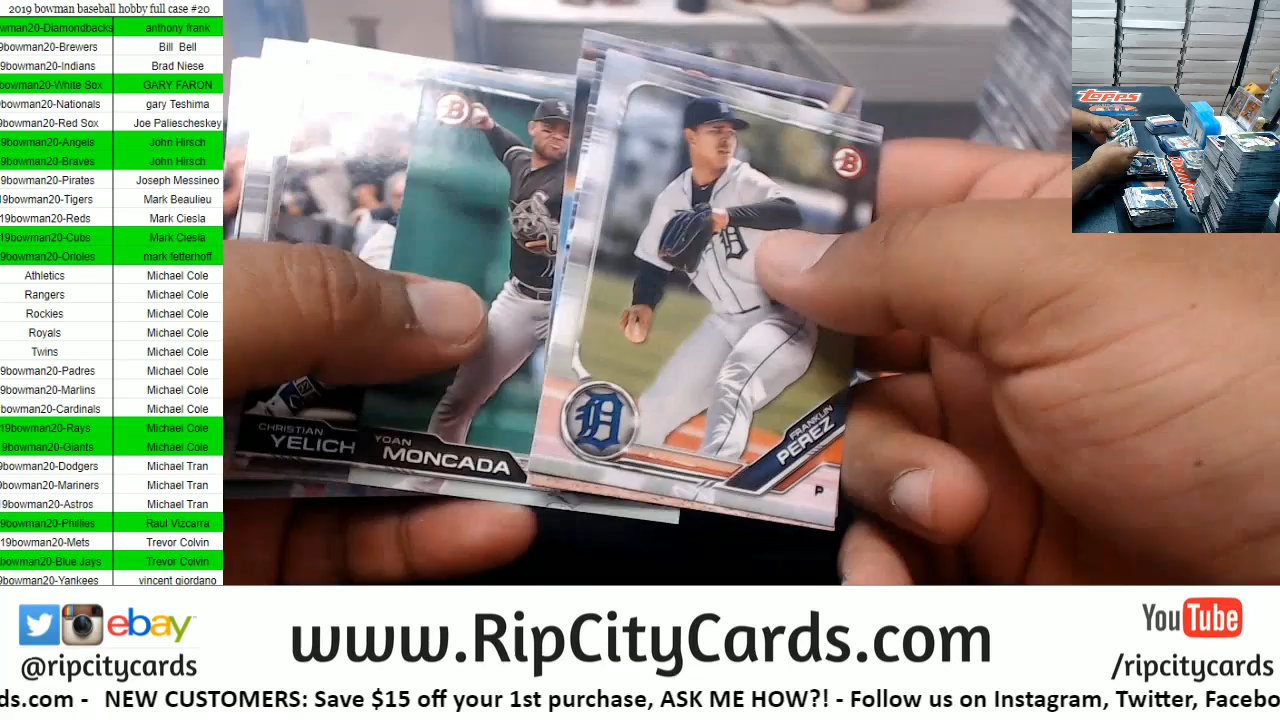 2019 bowman baseball hobby full case #20
wman20-Diamondbacks anthony frank
9bowman20-Brewers Bill Bell
9bowman20-Indians Brad Niese
bowman20-White Sox GARY FARON
9bowman20-Nationals gary Teshima
bowman20-Red Sox Joe Paliescheskey
9bowman20-Angels John Hirsch
9bowman20-Braves John Hirsch
9bowman20-Pirates Joseph Messineo
19bowman20-Tigers Mark Beaulieu
19bowman20-Reds Mark Ciesla
19bowman20-Cubs Mark Ciesla
9bowman20-Orioles mark fetterhoff
Athletics Michael Cole
Rangers Michael Cole
Rockies Michael Cole
Royals Michael Cole
Twins Michael Cole
9bowman20-Padres Michael Cole
9bowman20-Marlins Michael Cole
bowman20-Cardinals Michael Cole
19bowman20-Rays Michael Cole
9bowman20-Giants Michael Cole
9bowman20-Dodgers Michael Tran
9bowman20-Mariners Michael Tran
19bowman20-Astros Michael Tran
9bowman20-Phillies Raul Vizcarra
19bowman20-Mets Trevor Colvin
bowman20-Blue Jays Trevor Colvin
9bowman20-Yankees vincent giordano
B
B
D
D
CHRISTIAN
YELICH
YOAN
MONCADA
FRANKLIN
PEREZ
P
TOPPS
ebay
@ripcitycards
www.RipCityCards.com
YouTube
/ripcitycards
ds.com - NEW CUSTOMERS: Save $15 off your 1st purchase, ASK ME HOW?! - Follow us on Instagram, Twitter, Facebo